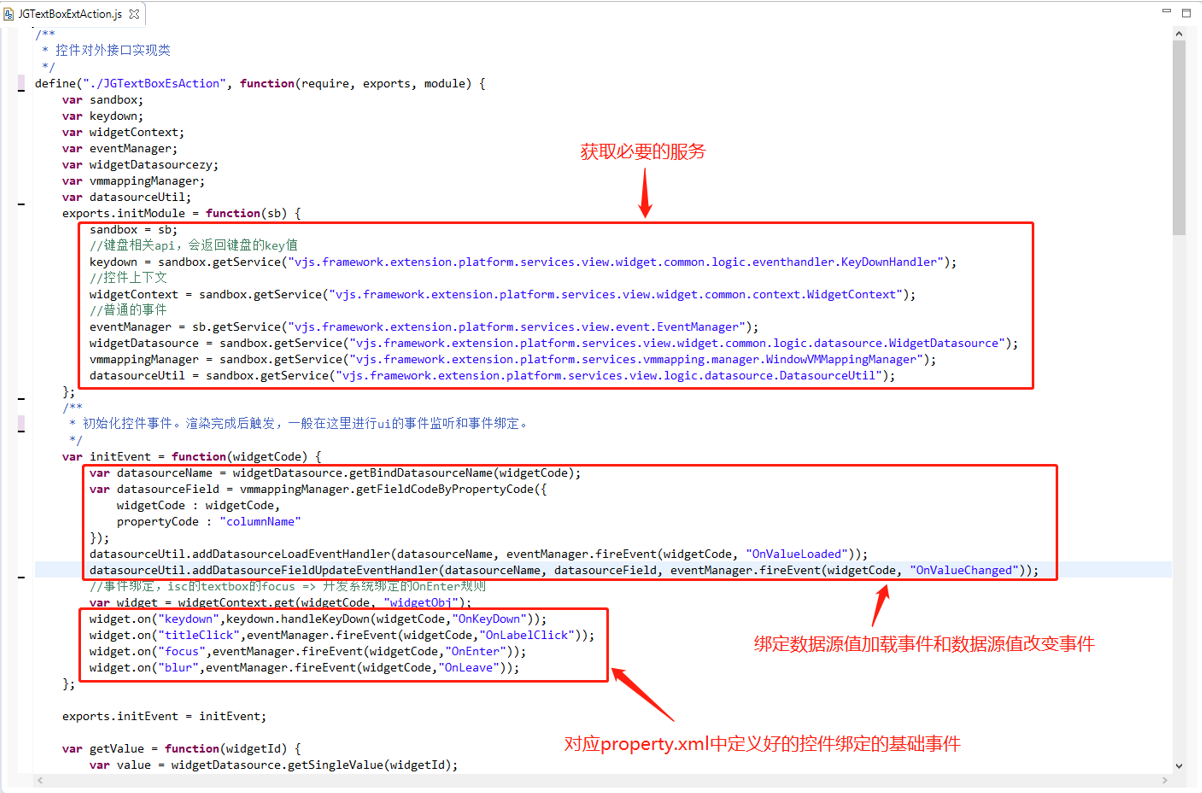 JGTextBoxExtAction.js
/**
 * 控件对外接口实现类
 */
define("./JGTextBoxEsAction", function(require, exports, module) {
    var sandbox;
    var keydown;
    var widgetContext;
    var eventManager;
    var widgetDatasourcezy;
    var vmmappingManager;
    var datasourceUtil;
    exports.initModule = function(sb) {
获取必要的服务
        sandbox = sb;
        //键盘相关api，会返回键盘的key值
        keydown = sandbox.getService("vjs.framework.extension.platform.services.view.widget.common.logic.eventhandler.KeyDownHandler");
        //控件上下文
        widgetContext = sandbox.getService("vjs.framework.extension.platform.services.view.widget.common.context.WidgetContext");
        //普通的事件
        eventManager = sb.getService("vjs.framework.extension.platform.services.view.event.EventManager");
        widgetDatasource = sandbox.getService("vjs.framework.extension.platform.services.view.widget.common.logic.datasource.WidgetDatasource");
        vmmappingManager = sandbox.getService("vjs.framework.extension.platform.services.vmmapping.manager.WindowVMMappingManager");
        datasourceUtil = sandbox.getService("vjs.framework.extension.platform.services.view.logic.datasource.DatasourceUtil");
    };
    /**
     * 初始化控件事件。渲染完成后触发，一般在这里进行ui的事件监听和事件绑定。
     */
    var initEvent = function(widgetCode) {
        var datasourceName = widgetDatasource.getBindDatasourceName(widgetCode);
        var datasourceField = vmmappingManager.getFieldCodeByPropertyCode({
            widgetCode : widgetCode,
            propertyCode : "columnName"
        });
        datasourceUtil.addDatasourceLoadEventHandler(datasourceName, eventManager.fireEvent(widgetCode, "OnValueLoaded"));
        datasourceUtil.addDatasourceFieldUpdateEventHandler(datasourceName, datasourceField, eventManager.fireEvent(widgetCode, "OnValueChanged"));
        //事件绑定，isc的textbox的focus => 开发系统绑定的OnEnter规则
        var widget = widgetContext.get(widgetCode, "widgetObj");
        widget.on("keydown",keydown.handleKeyDown(widgetCode,"OnKeyDown"));
        widget.on("titleClick",eventManager.fireEvent(widgetCode,"OnLabelClick"));
        widget.on("focus",eventManager.fireEvent(widgetCode,"OnEnter"));
        widget.on("blur",eventManager.fireEvent(widgetCode,"OnLeave"));
绑定数据源值加载事件和数据源值改变事件
    };
    exports.initEvent = initEvent;
对应property.xml中定义好的控件绑定的基础事件
    var getValue = function(widgetId) {
        var value = widgetDatasource.getSingleValue(widgetId);